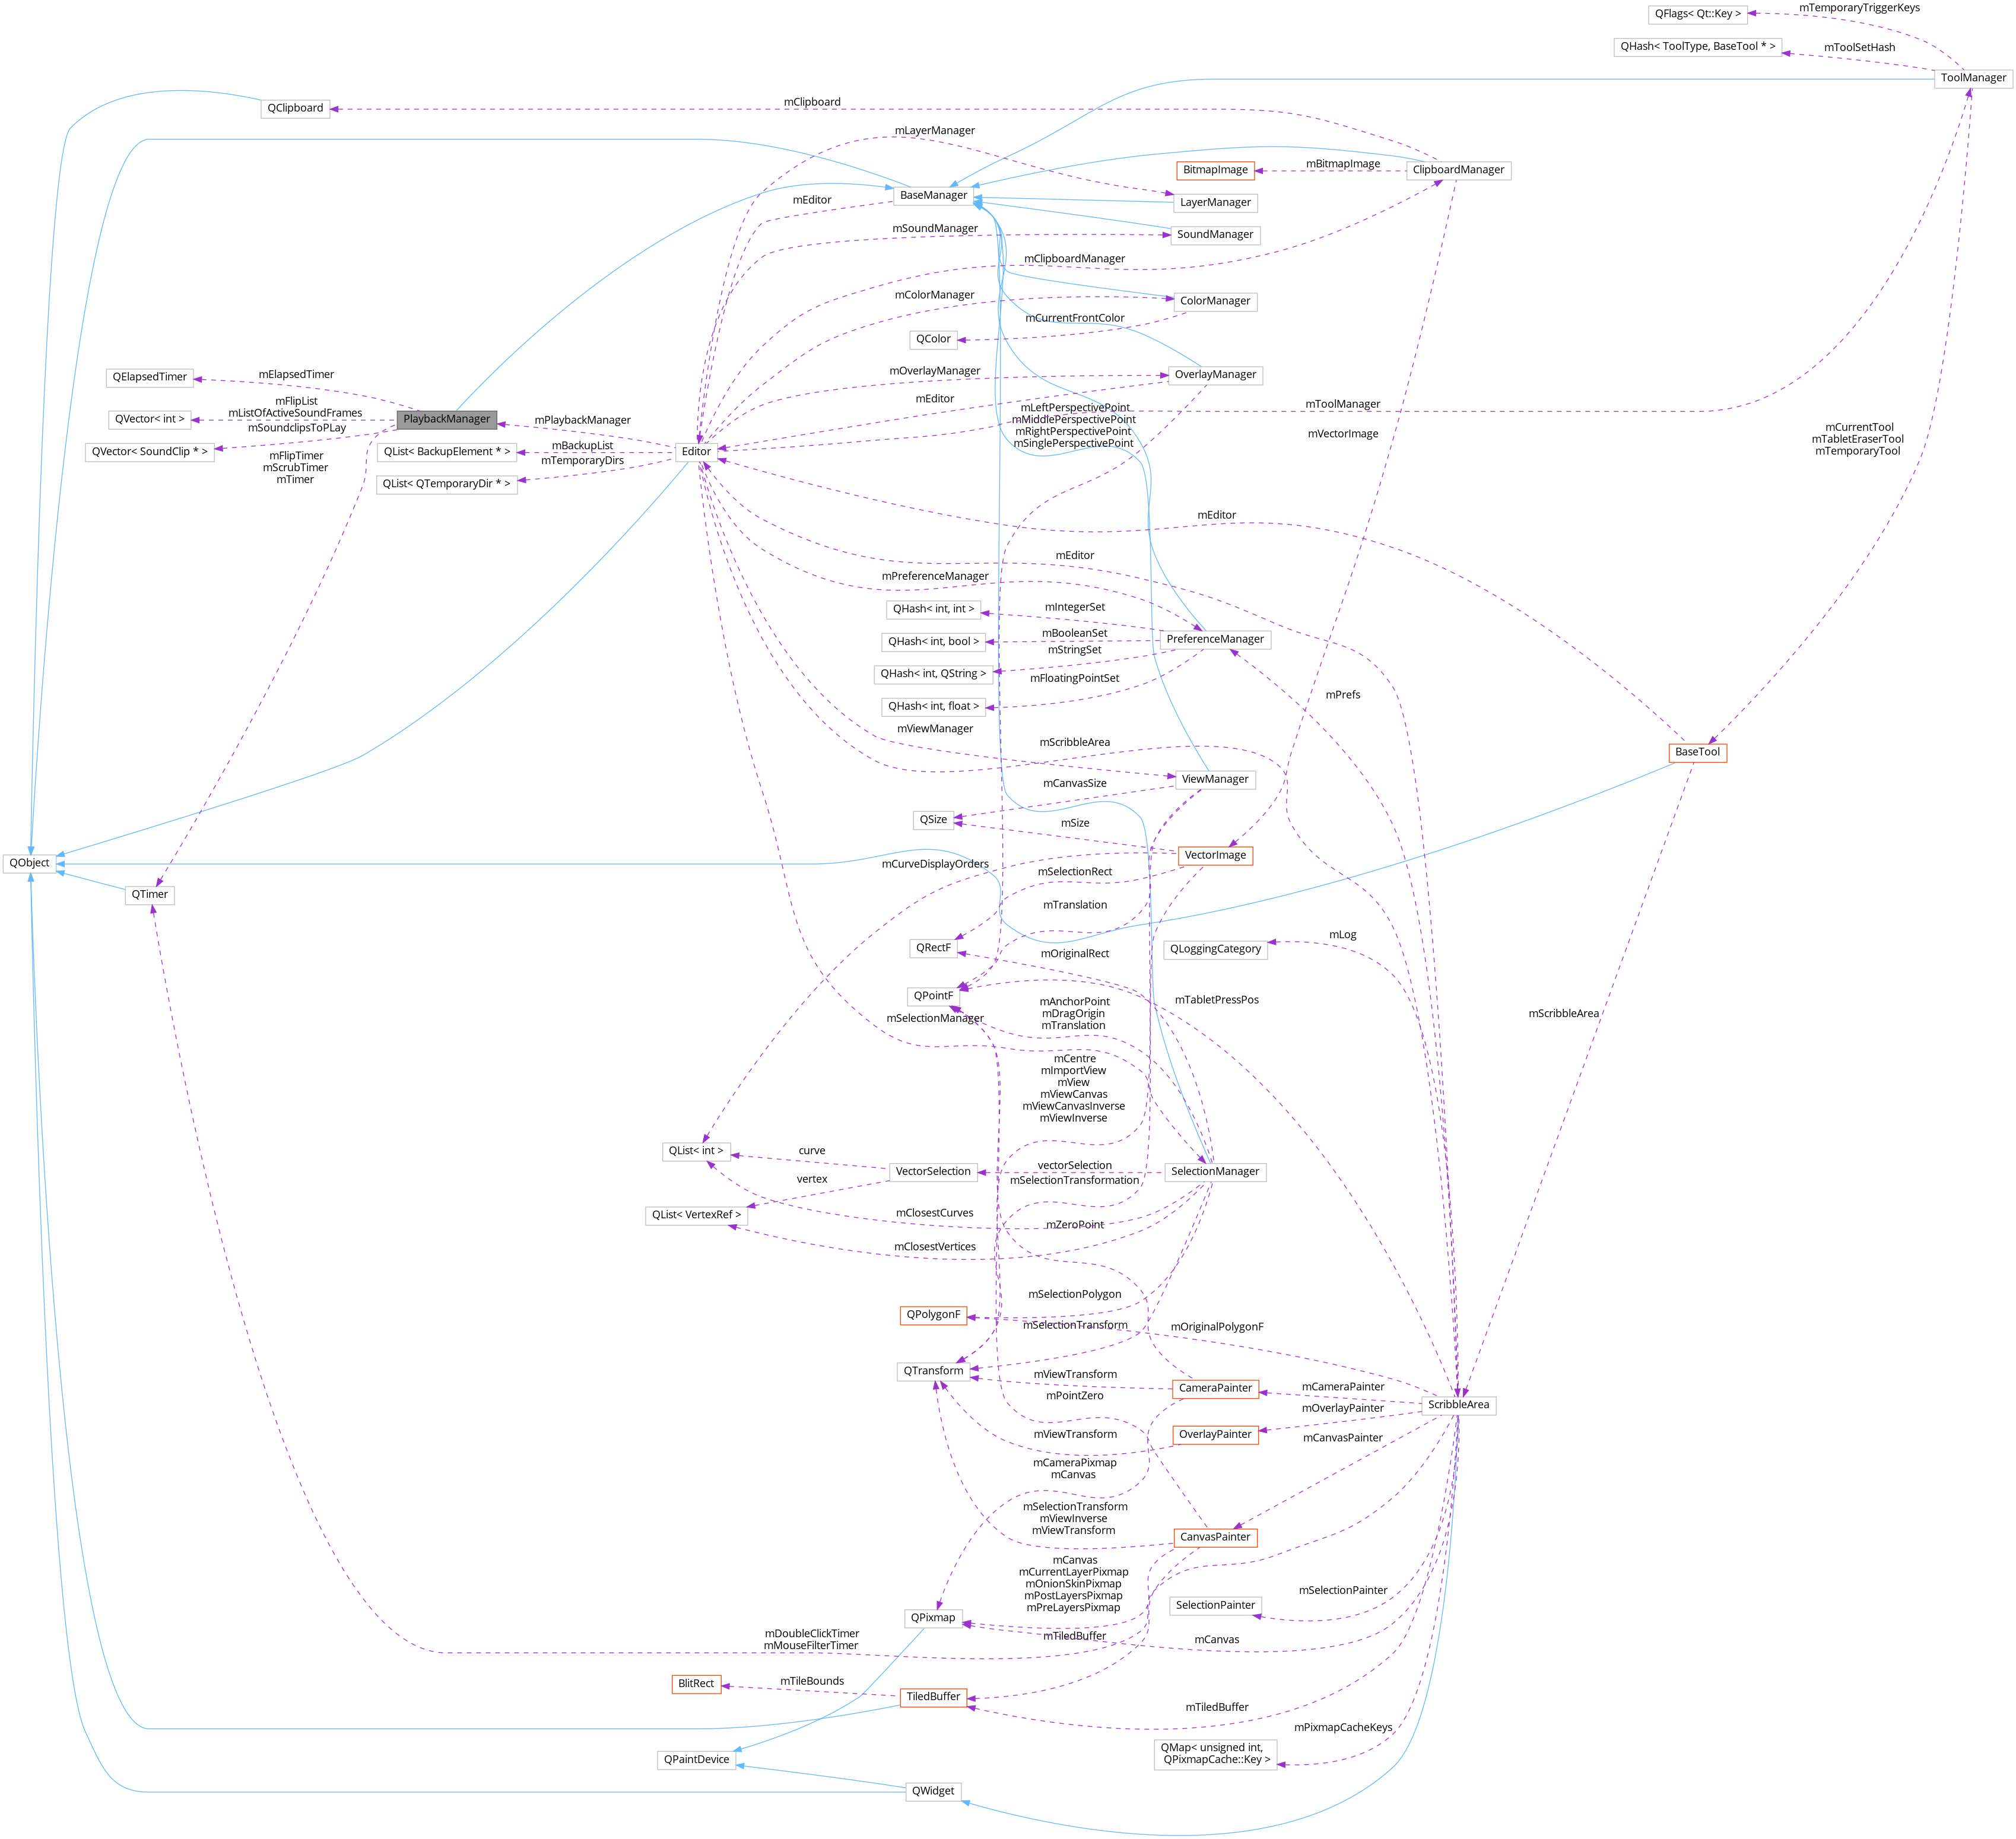 mTemporaryTriggerKeys
QFlags< Qt::Key >
mToolSetHash
QHash< ToolType, BaseTool * >
ToolManager
mClipboard
QClipboard
mLayerManager
mBitmapImage
BitmapImage
ClipboardManager
BaseManager
mEditor
LayerManager
mSoundManager
SoundManager
mClipboardManager
mColorManager
ColorManager
mCurrentFrontColor
QColor
mElapsedTimer
QElapsedTimer
mOverlayManager
OverlayManager
mFlipList
mListOfActiveSoundFrames
QVector< int >
PlaybackManager
mPlaybackManager
mEditor
mLeftPerspectivePoint
mMiddlePerspectivePoint
mRightPerspectivePoint
mSinglePerspectivePoint
mToolManager
mVectorImage
mCurrentTool
mTabletEraserTool
mTemporaryTool
mSoundclipsToPLay
QVector< SoundClip * >
mBackupList
QList< BackupElement * >
Editor
mFlipTimer
mScrubTimer
mTimer
mTemporaryDirs
QList< QTemporaryDir * >
mEditor
mEditor
mPreferenceManager
mIntegerSet
QHash< int, int >
mBooleanSet
QHash< int, bool >
PreferenceManager
mStringSet
QHash< int, QString >
mFloatingPointSet
QHash< int, float >
mPrefs
mViewManager
mScribbleArea
BaseTool
ViewManager
mCanvasSize
QSize
mSize
VectorImage
QObject
mCurveDisplayOrders
mSelectionRect
QTimer
mTranslation
QRectF
mOriginalRect
mLog
QLoggingCategory
QPointF
mTabletPressPos
mAnchorPoint
mDragOrigin
mTranslation
mSelectionManager
mScribbleArea
mCentre
mImportView
mView
mViewCanvas
mViewCanvasInverse
mViewInverse
QList< int >
curve
VectorSelection
vectorSelection
SelectionManager
vertex
mSelectionTransformation
QList< VertexRef >
mClosestCurves
mZeroPoint
mClosestVertices
mSelectionPolygon
QPolygonF
mSelectionTransform
mOriginalPolygonF
QTransform
mViewTransform
CameraPainter
mCameraPainter
mPointZero
ScribbleArea
mOverlayPainter
mViewTransform
OverlayPainter
mCanvasPainter
mCameraPixmap
mCanvas
mSelectionTransform
mViewInverse
mViewTransform
CanvasPainter
mCanvas
mCurrentLayerPixmap
mOnionSkinPixmap
mPostLayersPixmap
mPreLayersPixmap
mSelectionPainter
SelectionPainter
QPixmap
mDoubleClickTimer
mMouseFilterTimer
mTiledBuffer
mCanvas
BlitRect
mTileBounds
TiledBuffer
mTiledBuffer
mPixmapCacheKeys
QMap< unsigned int,
QPixmapCache::Key >
QPaintDevice
QWidget